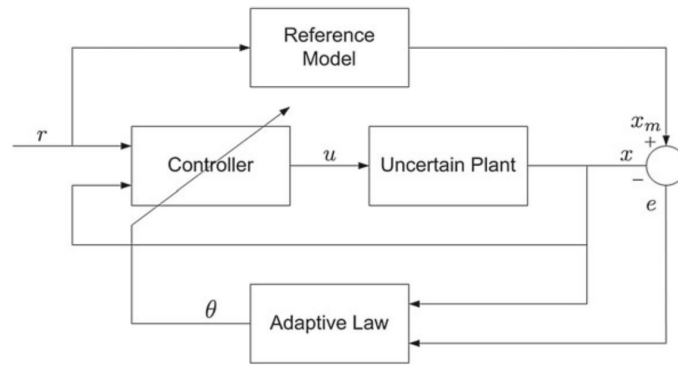 Reference
Model
x_m
+
r
Controller
u
Uncertain Plant
x
−
e
θ
Adaptive Law